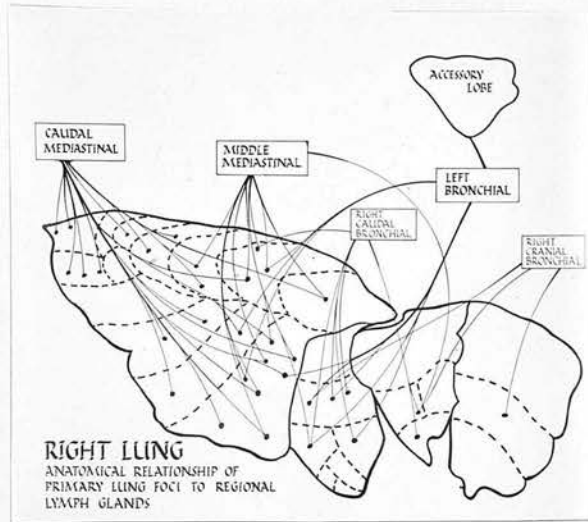 ACCESSORY
LOBE
CAUDAL
MEDIASTINAL
MIDDLE
MEDIASTINAL
LEFT
BRONCHIAL
RIGHT
CAUDAL
BRONCHIAL
RIGHT
CRANIAL
BRONCHIAL
RIGHT LUNG
ANATOMICAL RELATIONSHIP OF
PRIMARY LUNG FOCI TO REGIONAL
LYMPH GLANDS